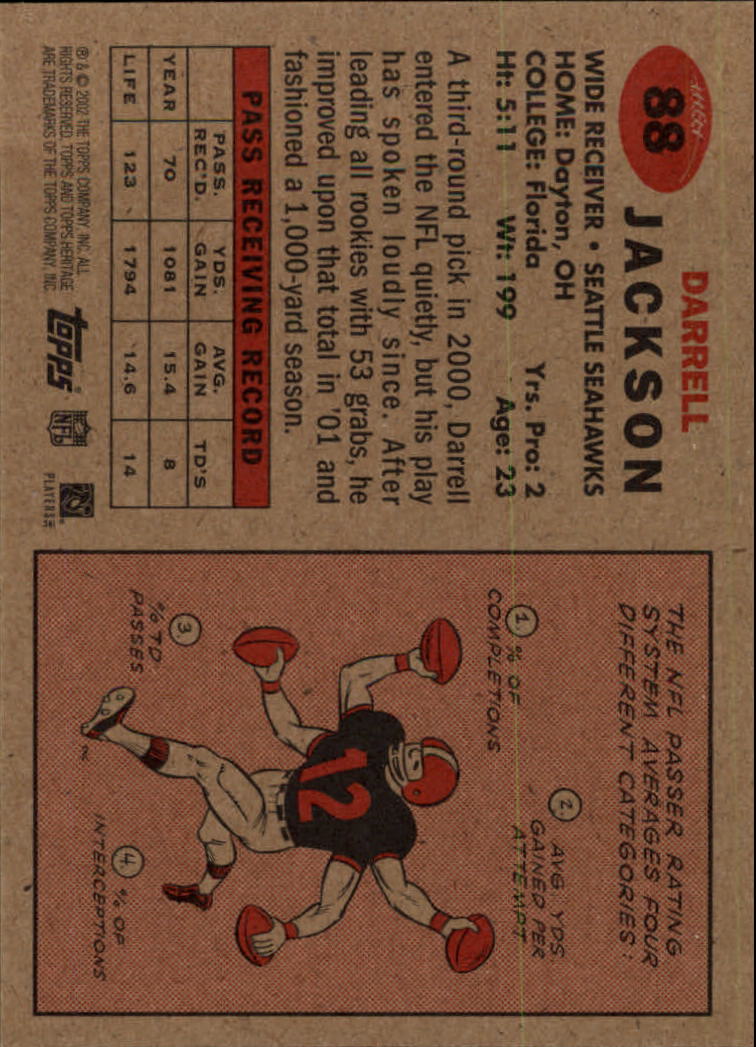 88
DARRELL
JACKSON
WIDE RECEIVER • SEATTLE SEAHAWKS
HOME: Dayton, OH
COLLEGE: Florida Yrs. Pro: 2
Ht: 5:11 Wt: 199 Age: 23
A third-round pick in 2000, Darrell
entered the NFL quietly, but his play
has spoken loudly since. After
leading all rookies with 53 grabs, he
improved upon that total in '01 and
fashioned a 1,000-yard season.
PASS RECEIVING RECORD
PASS. REC'D. YDS. GAIN AVG. GAIN TD'S
YEAR 70 1081 15.4 8
LIFE 123 1794 14.6 14
® & © 2002 THE TOPPS COMPANY, INC. ALL
RIGHTS RESERVED. TOPPS AND TOPPS HERITAGE
ARE TRADEMARKS OF THE TOPPS COMPANY, INC.
topps
NFL
PLAYERS INC
THE NFL PASSER RATING
SYSTEM AVERAGES FOUR
DIFFERENT CATEGORIES:
1. % OF
COMPLETIONS
2. AVG YDS
GAINED PER
ATTEMPT
12
3. % TD
PASSES
4. % OF
INTERCEPTIONS